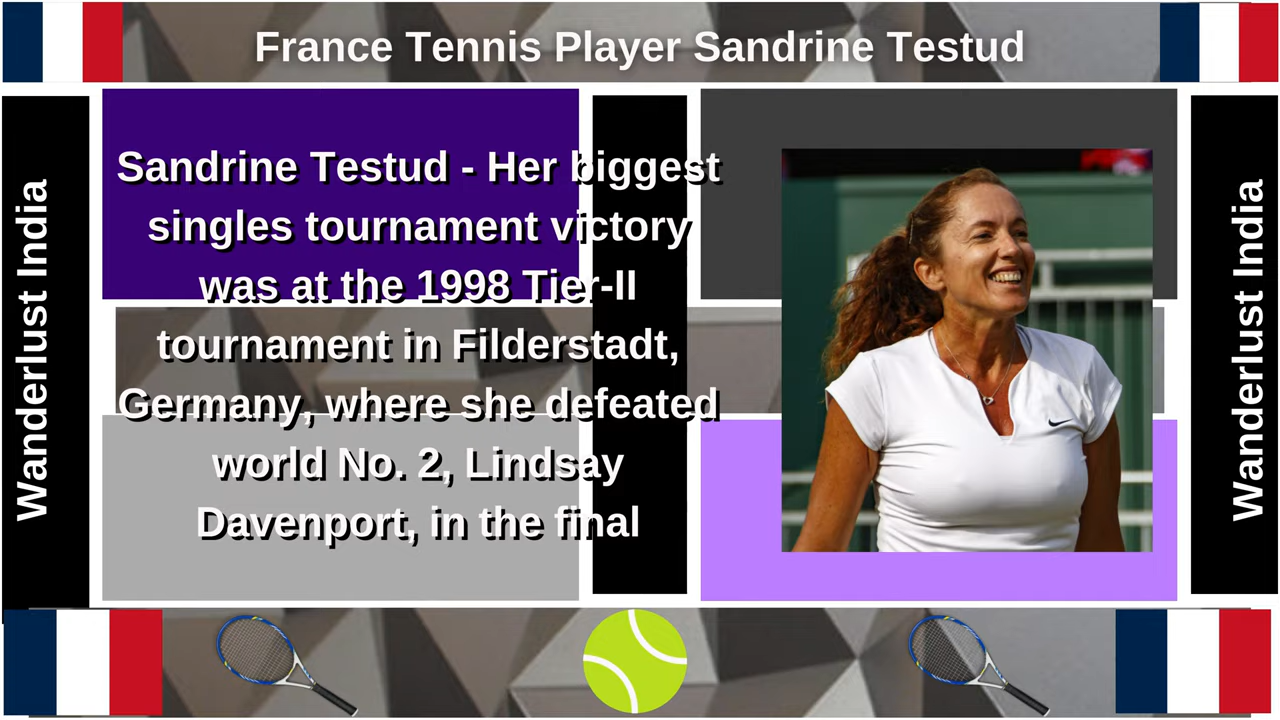 France Tennis Player Sandrine Testud
Wanderlust India
Sandrine Testud - Her biggest
singles tournament victory
was at the 1998 Tier-II
tournament in Filderstadt,
Germany, where she defeated
world No. 2, Lindsay
Davenport, in the final
Wanderlust India